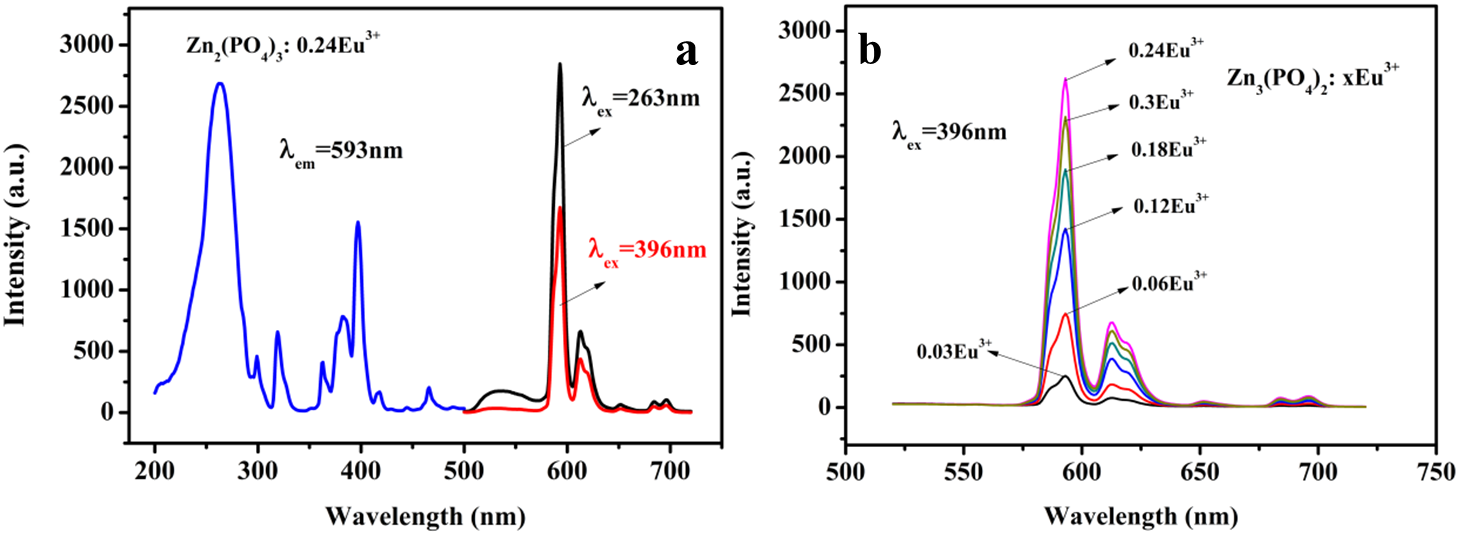 a
Zn₂(PO₄)₃: 0.24Eu³⁺
λex=263nm
λem=593nm
λex=396nm
3000
2500
2000
1500
1000
500
0
200
300
400
500
600
700
Intensity (a.u.)
Wavelength (nm)
b
0.24Eu³⁺
Zn₃(PO₄)₂: xEu³⁺
0.3Eu³⁺
λex=396nm
0.18Eu³⁺
0.12Eu³⁺
0.06Eu³⁺
0.03Eu³⁺
3000
2500
2000
1500
1000
500
0
500
550
600
650
700
750
Intensity (a.u.)
Wavelength (nm)